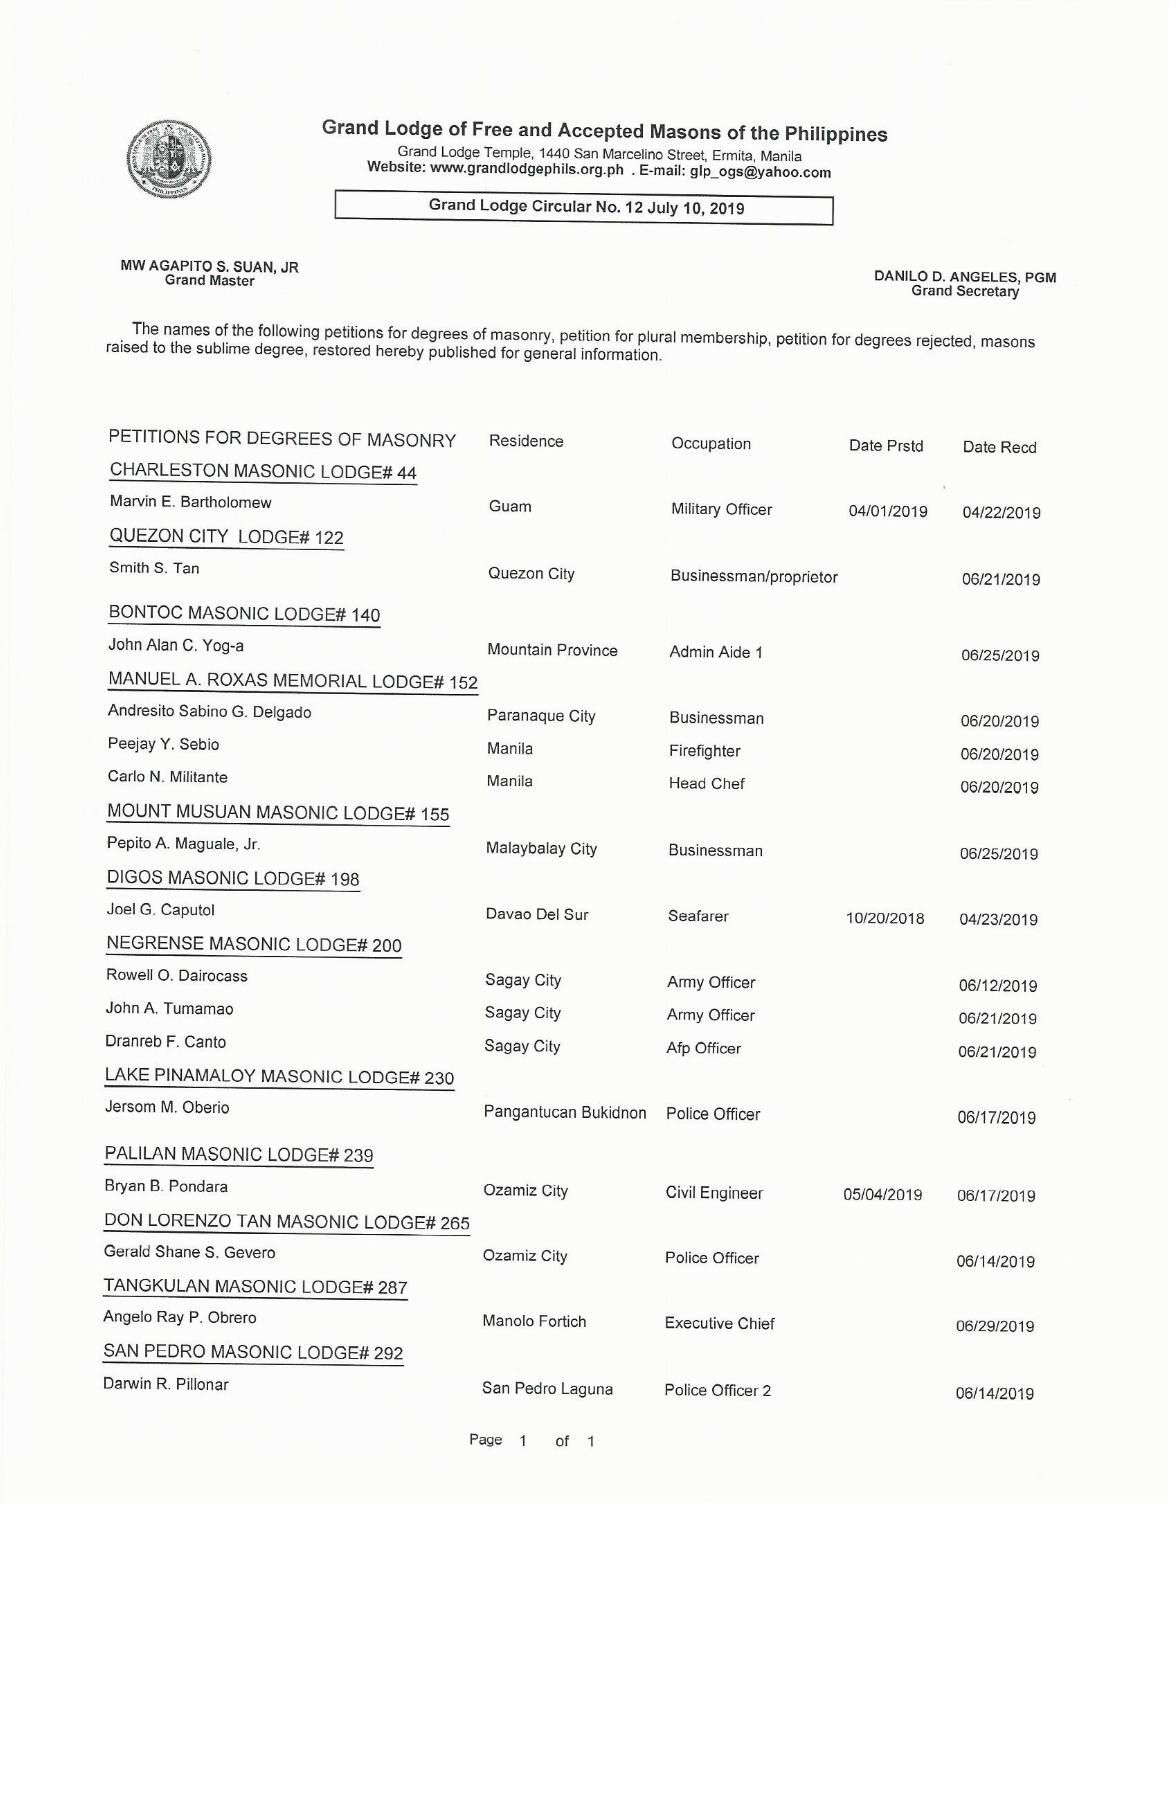 Grand Lodge of Free and Accepted Masons of the Philippines
Grand Lodge Temple, 1440 San Marcelino Street, Ermita, Manila
Website: www.grandlodgephils.org.ph . E-mail: glp_ogs@yahoo.com
Grand Lodge Circular No. 12 July 10, 2019
PHILIPPINES
MW AGAPITO S. SUAN, JR
Grand Master
DANILO D. ANGELES, PGM
Grand Secretary
The names of the following petitions for degrees of masonry, petition for plural membership, petition for degrees rejected, masons
raised to the sublime degree, restored hereby published for general information.
PETITIONS FOR DEGREES OF MASONRY Residence Occupation Date Prstd Date Recd
CHARLESTON MASONIC LODGE# 44
Marvin E. Bartholomew Guam Military Officer 04/01/2019 04/22/2019
QUEZON CITY LODGE# 122
Smith S. Tan Quezon City Businessman/proprietor 06/21/2019
BONTOC MASONIC LODGE# 140
John Alan C. Yog-a Mountain Province Admin Aide 1 06/25/2019
MANUEL A. ROXAS MEMORIAL LODGE# 152
Andresito Sabino G. Delgado Paranaque City Businessman 06/20/2019
Peejay Y. Sebio Manila Firefighter 06/20/2019
Carlo N. Militante Manila Head Chef 06/20/2019
MOUNT MUSUAN MASONIC LODGE# 155
Pepito A. Maguale, Jr. Malaybalay City Businessman 06/25/2019
DIGOS MASONIC LODGE# 198
Joel G. Caputol Davao Del Sur Seafarer 10/20/2018 04/23/2019
NEGRENSE MASONIC LODGE# 200
Rowell O. Dairocass Sagay City Army Officer 06/12/2019
John A. Tumamao Sagay City Army Officer 06/21/2019
Dranreb F. Canto Sagay City Afp Officer 06/21/2019
LAKE PINAMALOY MASONIC LODGE# 230
Jersom M. Oberio Pangantucan Bukidnon Police Officer 06/17/2019
PALILAN MASONIC LODGE# 239
Bryan B. Pondara Ozamiz City Civil Engineer 05/04/2019 06/17/2019
DON LORENZO TAN MASONIC LODGE# 265
Gerald Shane S. Gevero Ozamiz City Police Officer 06/14/2019
TANGKULAN MASONIC LODGE# 287
Angelo Ray P. Obrero Manolo Fortich Executive Chief 06/29/2019
SAN PEDRO MASONIC LODGE# 292
Darwin R. Pillonar San Pedro Laguna Police Officer 2 06/14/2019
Page 1 of 1